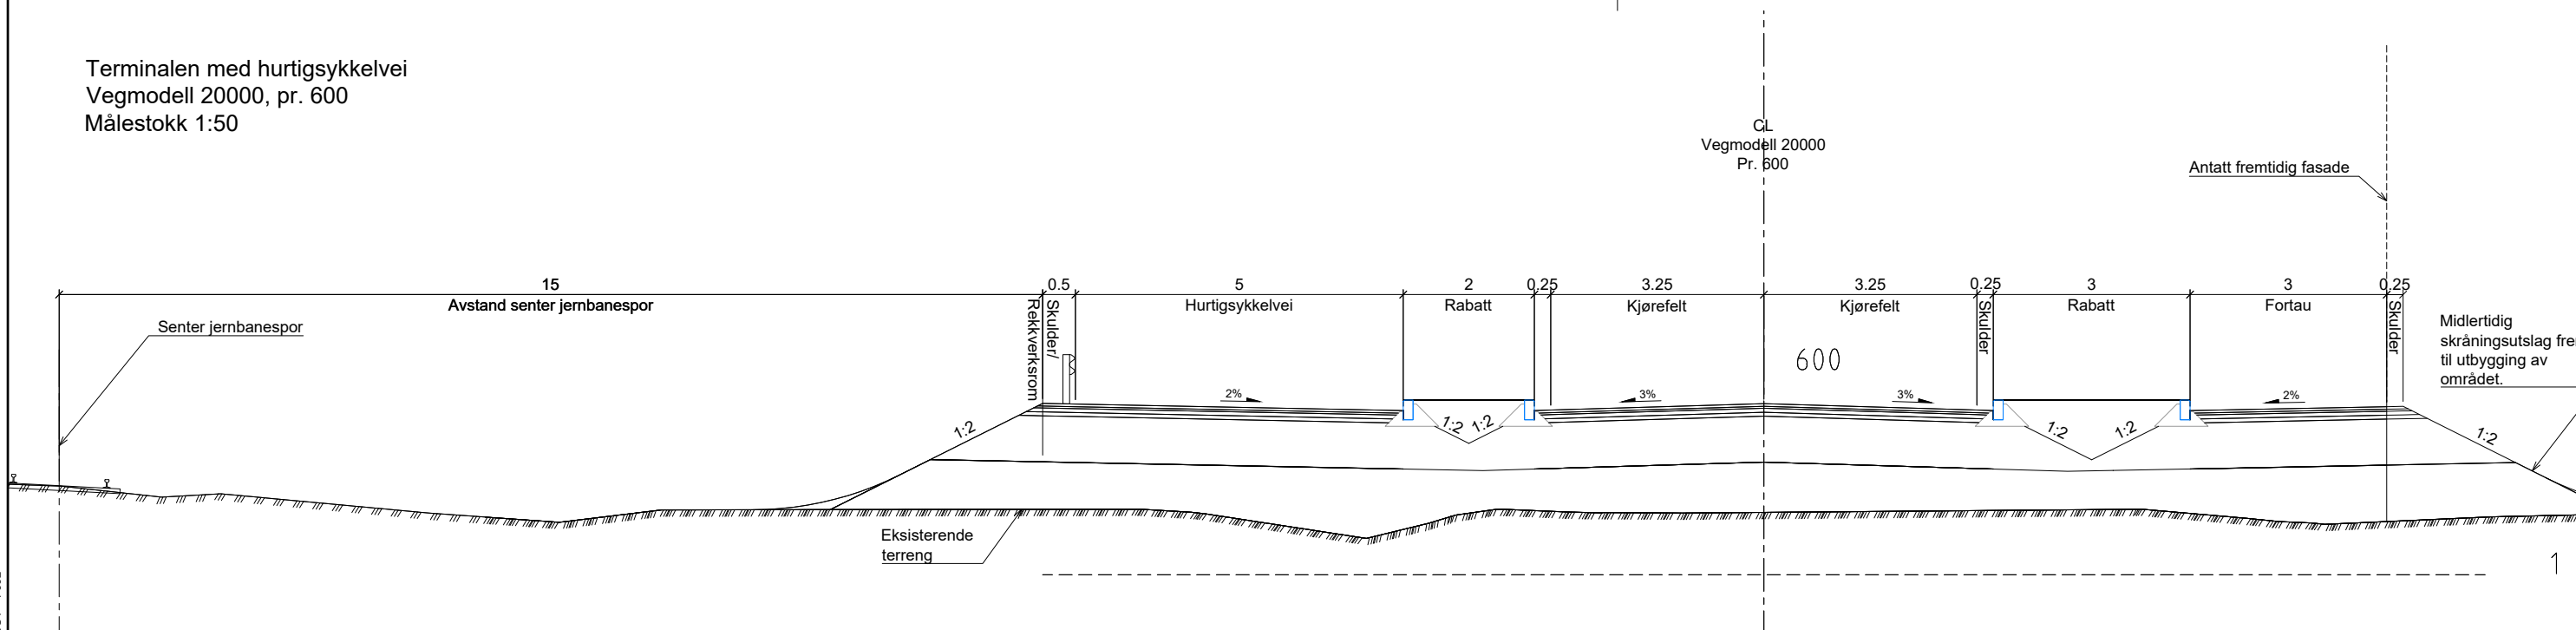 Terminalen med hurtigsykkelvei
Vegmodell 20000, pr. 600
Målestokk 1:50
CL
Vegmodell 20000
Pr. 600
Antatt fremtidig fasade
15
0.5
5
2
0.25
3.25
3.25
0.25
3
3
0.25
Avstand senter jernbanespor
Skulder/
Rekkverksrom
Hurtigsykkelvei
Rabatt
Kjørefelt
Kjørefelt
Skulder
Rabatt
Fortau
Skulder
Senter jernbanespor
Midlertidig
skråningsutslag fre
til utbygging av
området.
600
2%
3%
3%
2%
1:2
1:2
1:2
1:2
1:2
1:2
Eksisterende
terreng
1